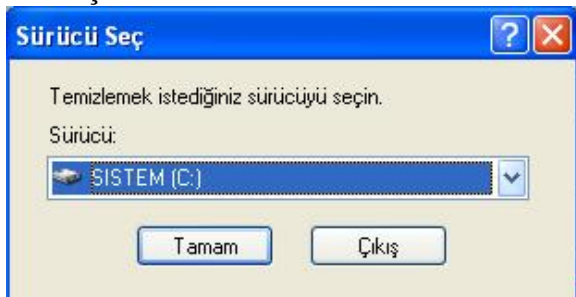 Sürücü Seç
Temizlemek istediğiniz sürücüyü seçin.
Sürücü:
SISTEM (C:)
Tamam Çıkış